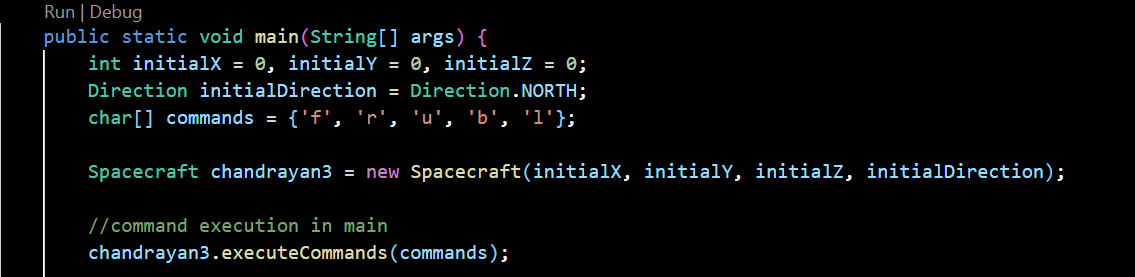 Run | Debug
public static void main(String[] args) {
int initialX = 0, initialY = 0, initialZ = 0;
Direction initialDirection = Direction.NORTH;
char[] commands = {'f', 'r', 'u', 'b', 'l'};
Spacecraft chandrayan3 = new Spacecraft(initialX, initialY, initialZ, initialDirection);
//command execution in main
chandrayan3.executeCommands(commands);